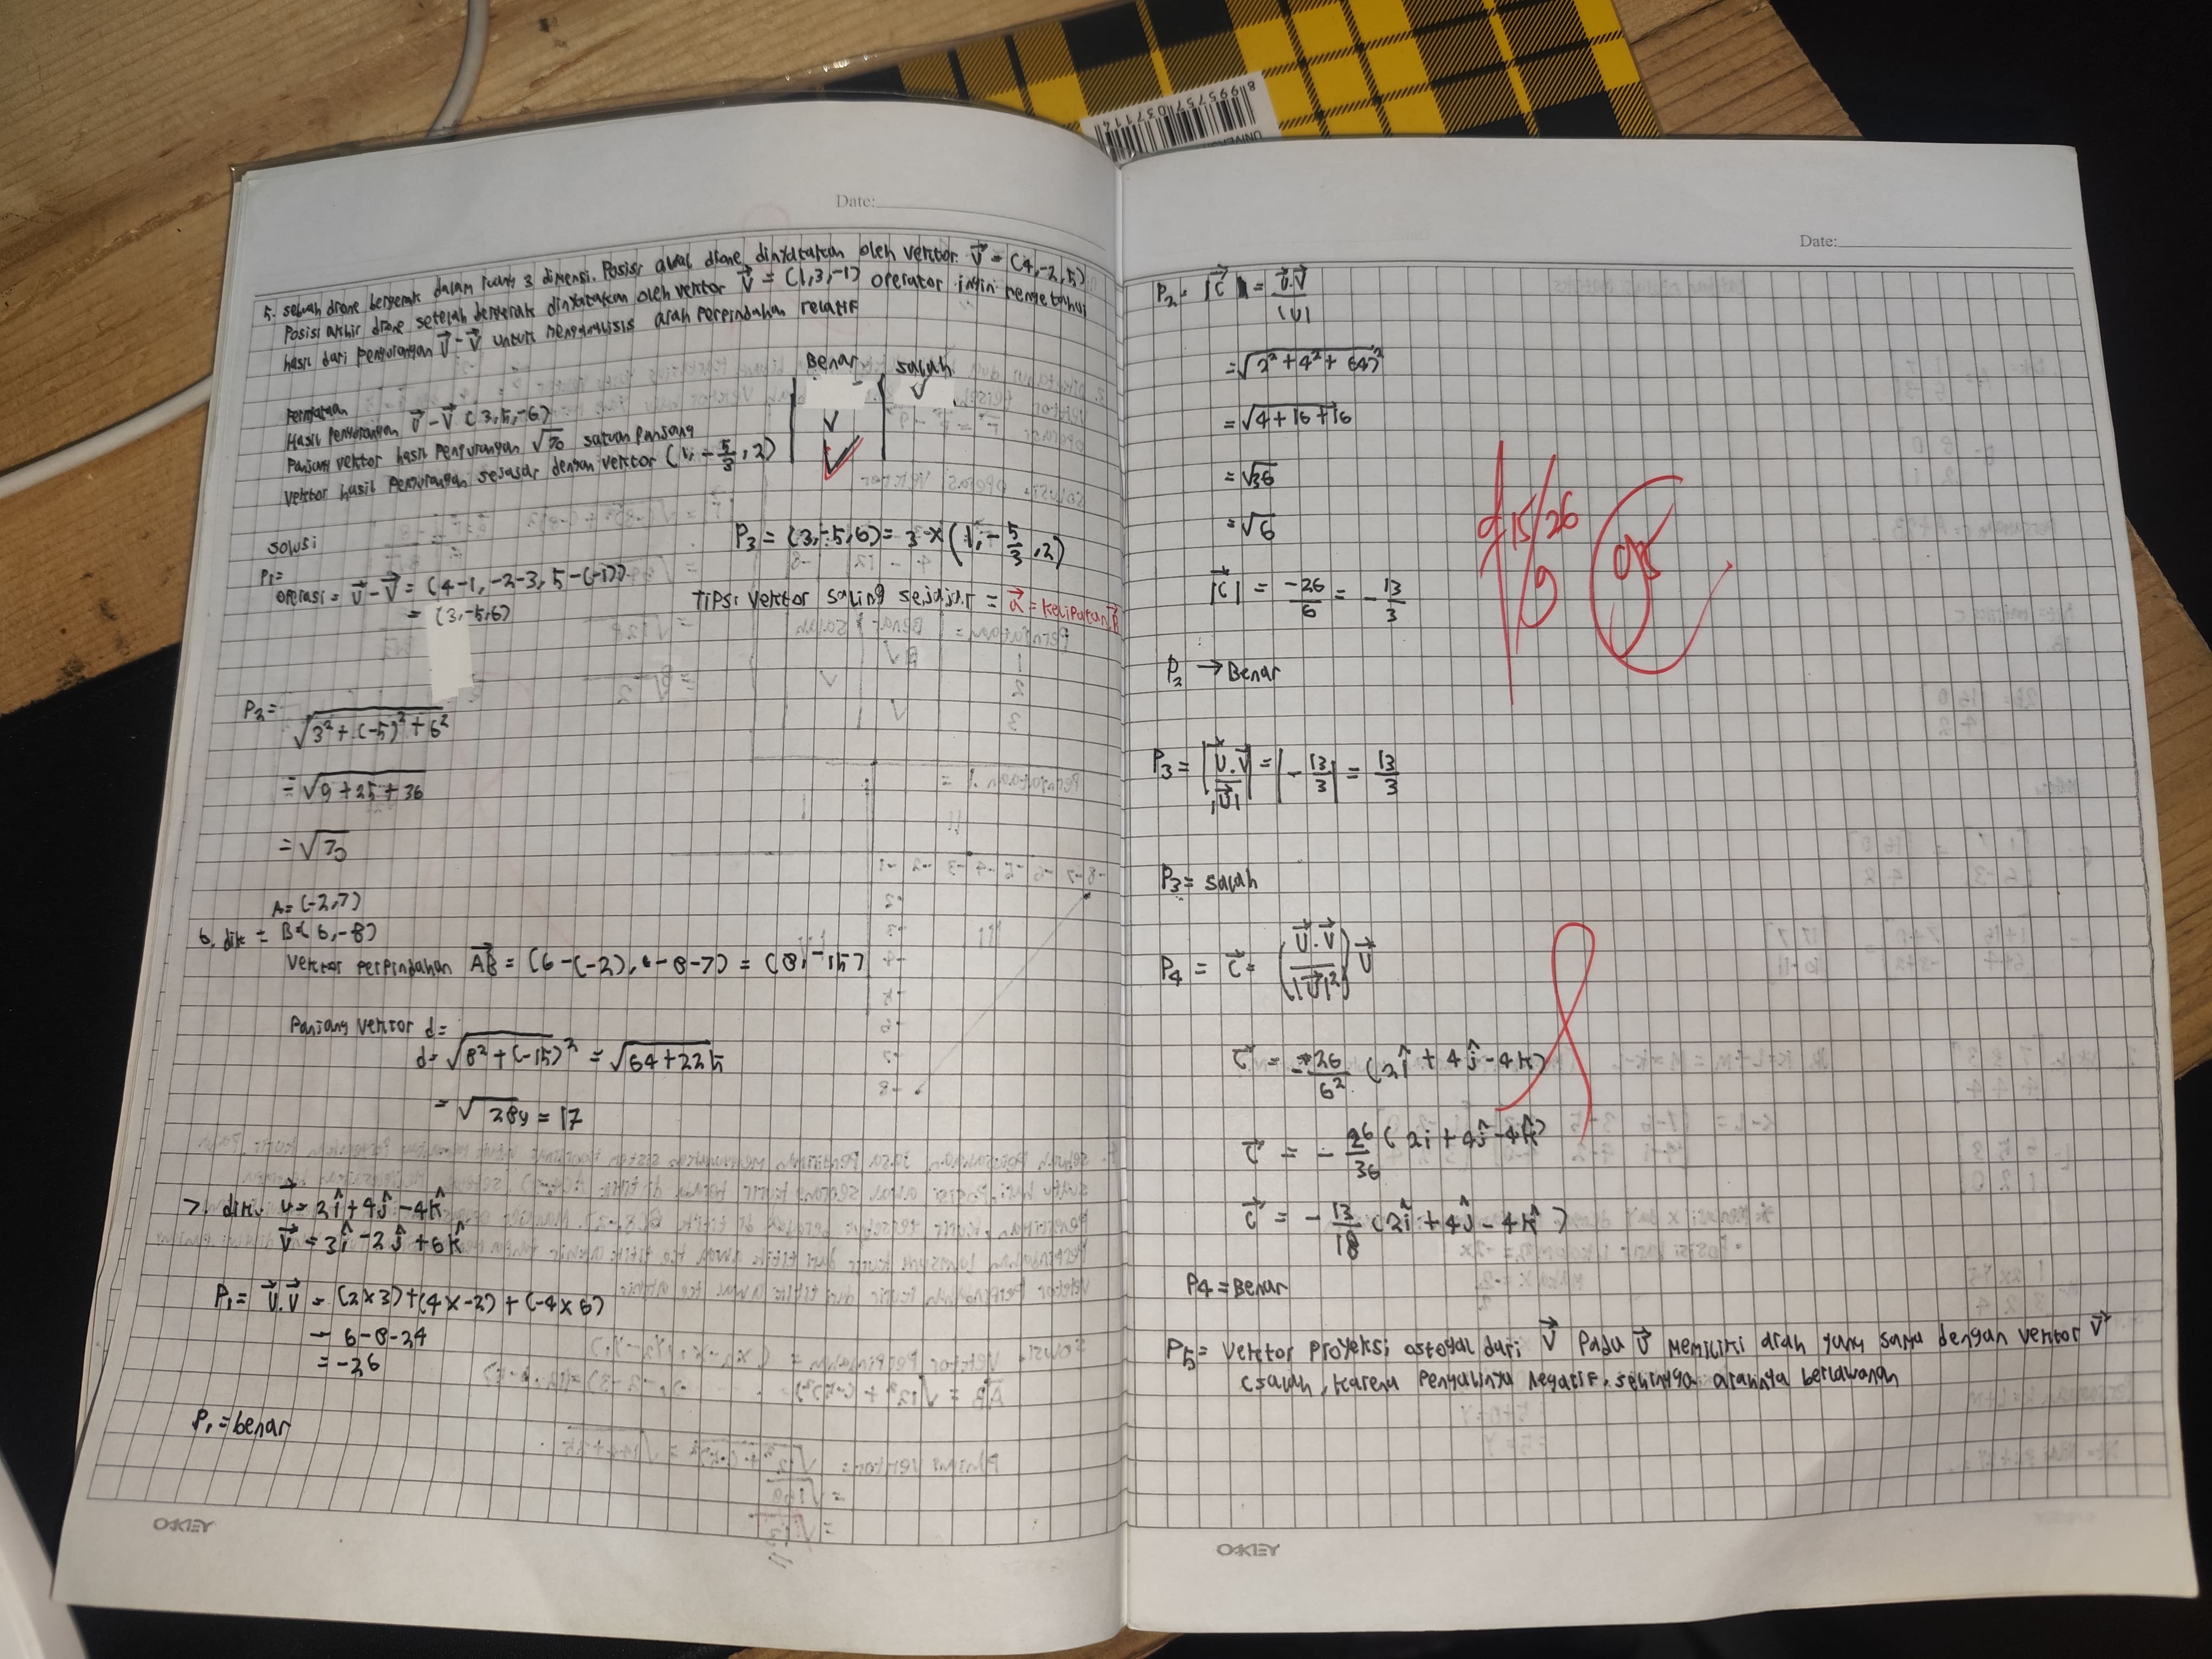 Date:
5. sebuah drone bergerak dalam ruang 3 dimensi. Posisi awal drone dinyatakan oleh vektor U = (4,-2,5)
Posisi akhir drone setelah bergerak dinyatakan oleh vektor V = (1,3,-1) operator ingin mengetahui
hasil dari pengurangan U - V untuk menganalisis arah perpindahan relatif
Benar salah
Pernyataan
Hasil pengurangan U - V (3,5,-6) √
Panjang vektor hasil pengurangan √70 satuan panjang √
Vektor hasil pengurangan sejajar dengan vektor (1, -5/3, 2) √
solusi
P3 = (3,-5,6) = 3 x (1, -5/3, 2)
P1=
operasi = U - V = (4-1, -2-3, 5-(-1))
= (3,-5,6)
TIPS: Vektor saling sejajar = a = kelipatan B
P2=
√3² + (-5)² + 6²
= √9+25+36
= √70
A= (-2,7)
6. dik = B= (6,-8)
Vektor perpindahan AB = (6-(-2), -8-7) = (8,-15)
Panjang vektor d=
d= √8²+(-15)² = √64+225
= √289 = 17
7. dik. U = 2i + 4j - 4k
V = 3i - 2j + 6k
P1= U.V = (2x3)+(4x-2)+(-4x6)
= 6-8-24
= -26
P1 = benar
OAKLEY
Date:
P2= |C| = U.V/|U|
= √4+16+16
= √36
= √6
|C| = -26/6 = -13/3
15/26
9
95
P2 → Benar
P3 = |U.V/|U|| = |-13/3| = 13/3
P3 = salah
P4 = C = (U.V/|U|²) U
C = -26/6² (2i + 4j - 4k)
C = -26/36 (2i + 4j - 4k)
C = -13/18 (2i + 4j - 4k)
P4 = Benar
P5 = Vektor proyeksi ostogal dari V pada U memiliki arah yang sama dengan vektor V
(salah, karena pengalinya negatif, sehingga arahnya berlawanan
OAKLEY
8995757037114